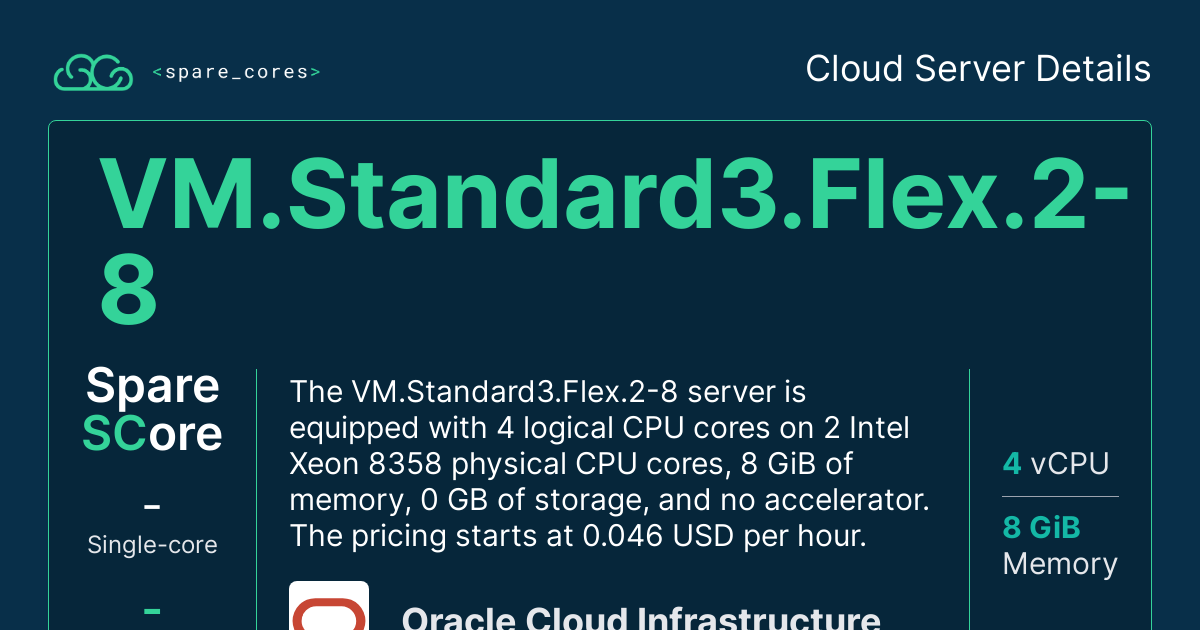 <spare_cores>
Cloud Server Details
VM.Standard3.Flex.2-
8
Spare
SCore
–
Single-core
–
The VM.Standard3.Flex.2-8 server is
equipped with 4 logical CPU cores on 2 Intel
Xeon 8358 physical CPU cores, 8 GiB of
memory, 0 GB of storage, and no accelerator.
The pricing starts at 0.046 USD per hour.
Oracle Cloud Infrastructure
4 vCPU
8 GiB
Memory